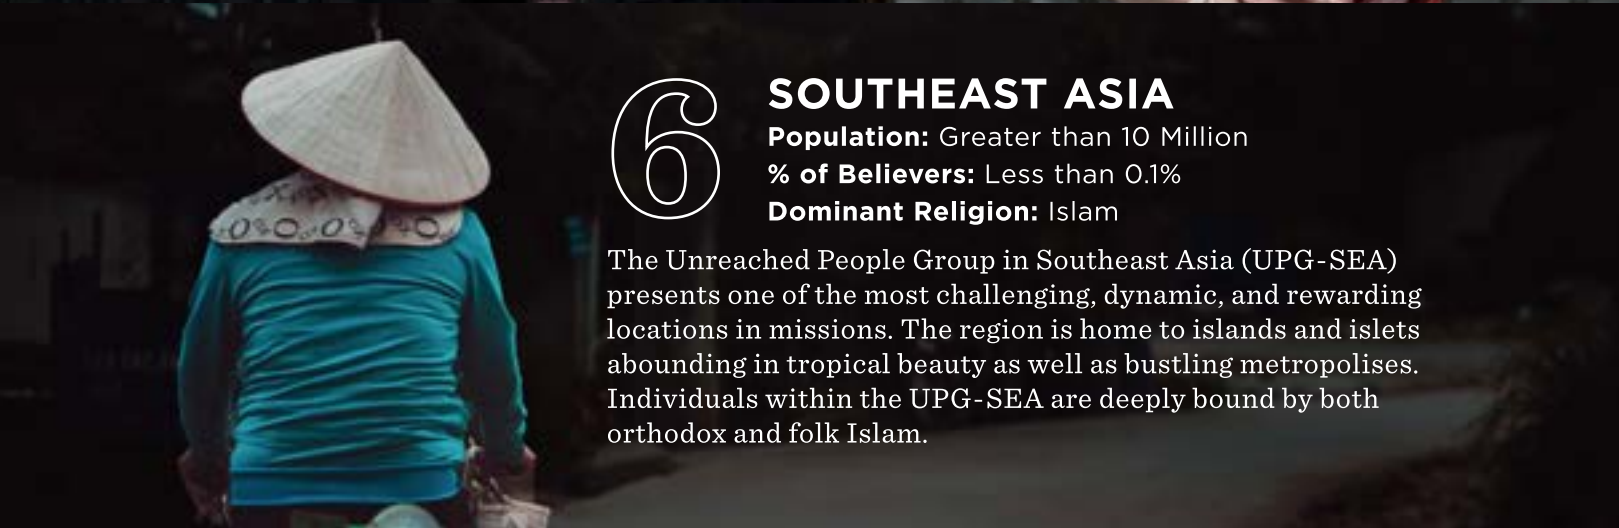 6
SOUTHEAST ASIA
Population: Greater than 10 Million
% of Believers: Less than 0.1%
Dominant Religion: Islam
The Unreached People Group in Southeast Asia (UPG-SEA)
presents one of the most challenging, dynamic, and rewarding
locations in missions. The region is home to islands and islets
abounding in tropical beauty as well as bustling metropolises.
Individuals within the UPG-SEA are deeply bound by both
orthodox and folk Islam.